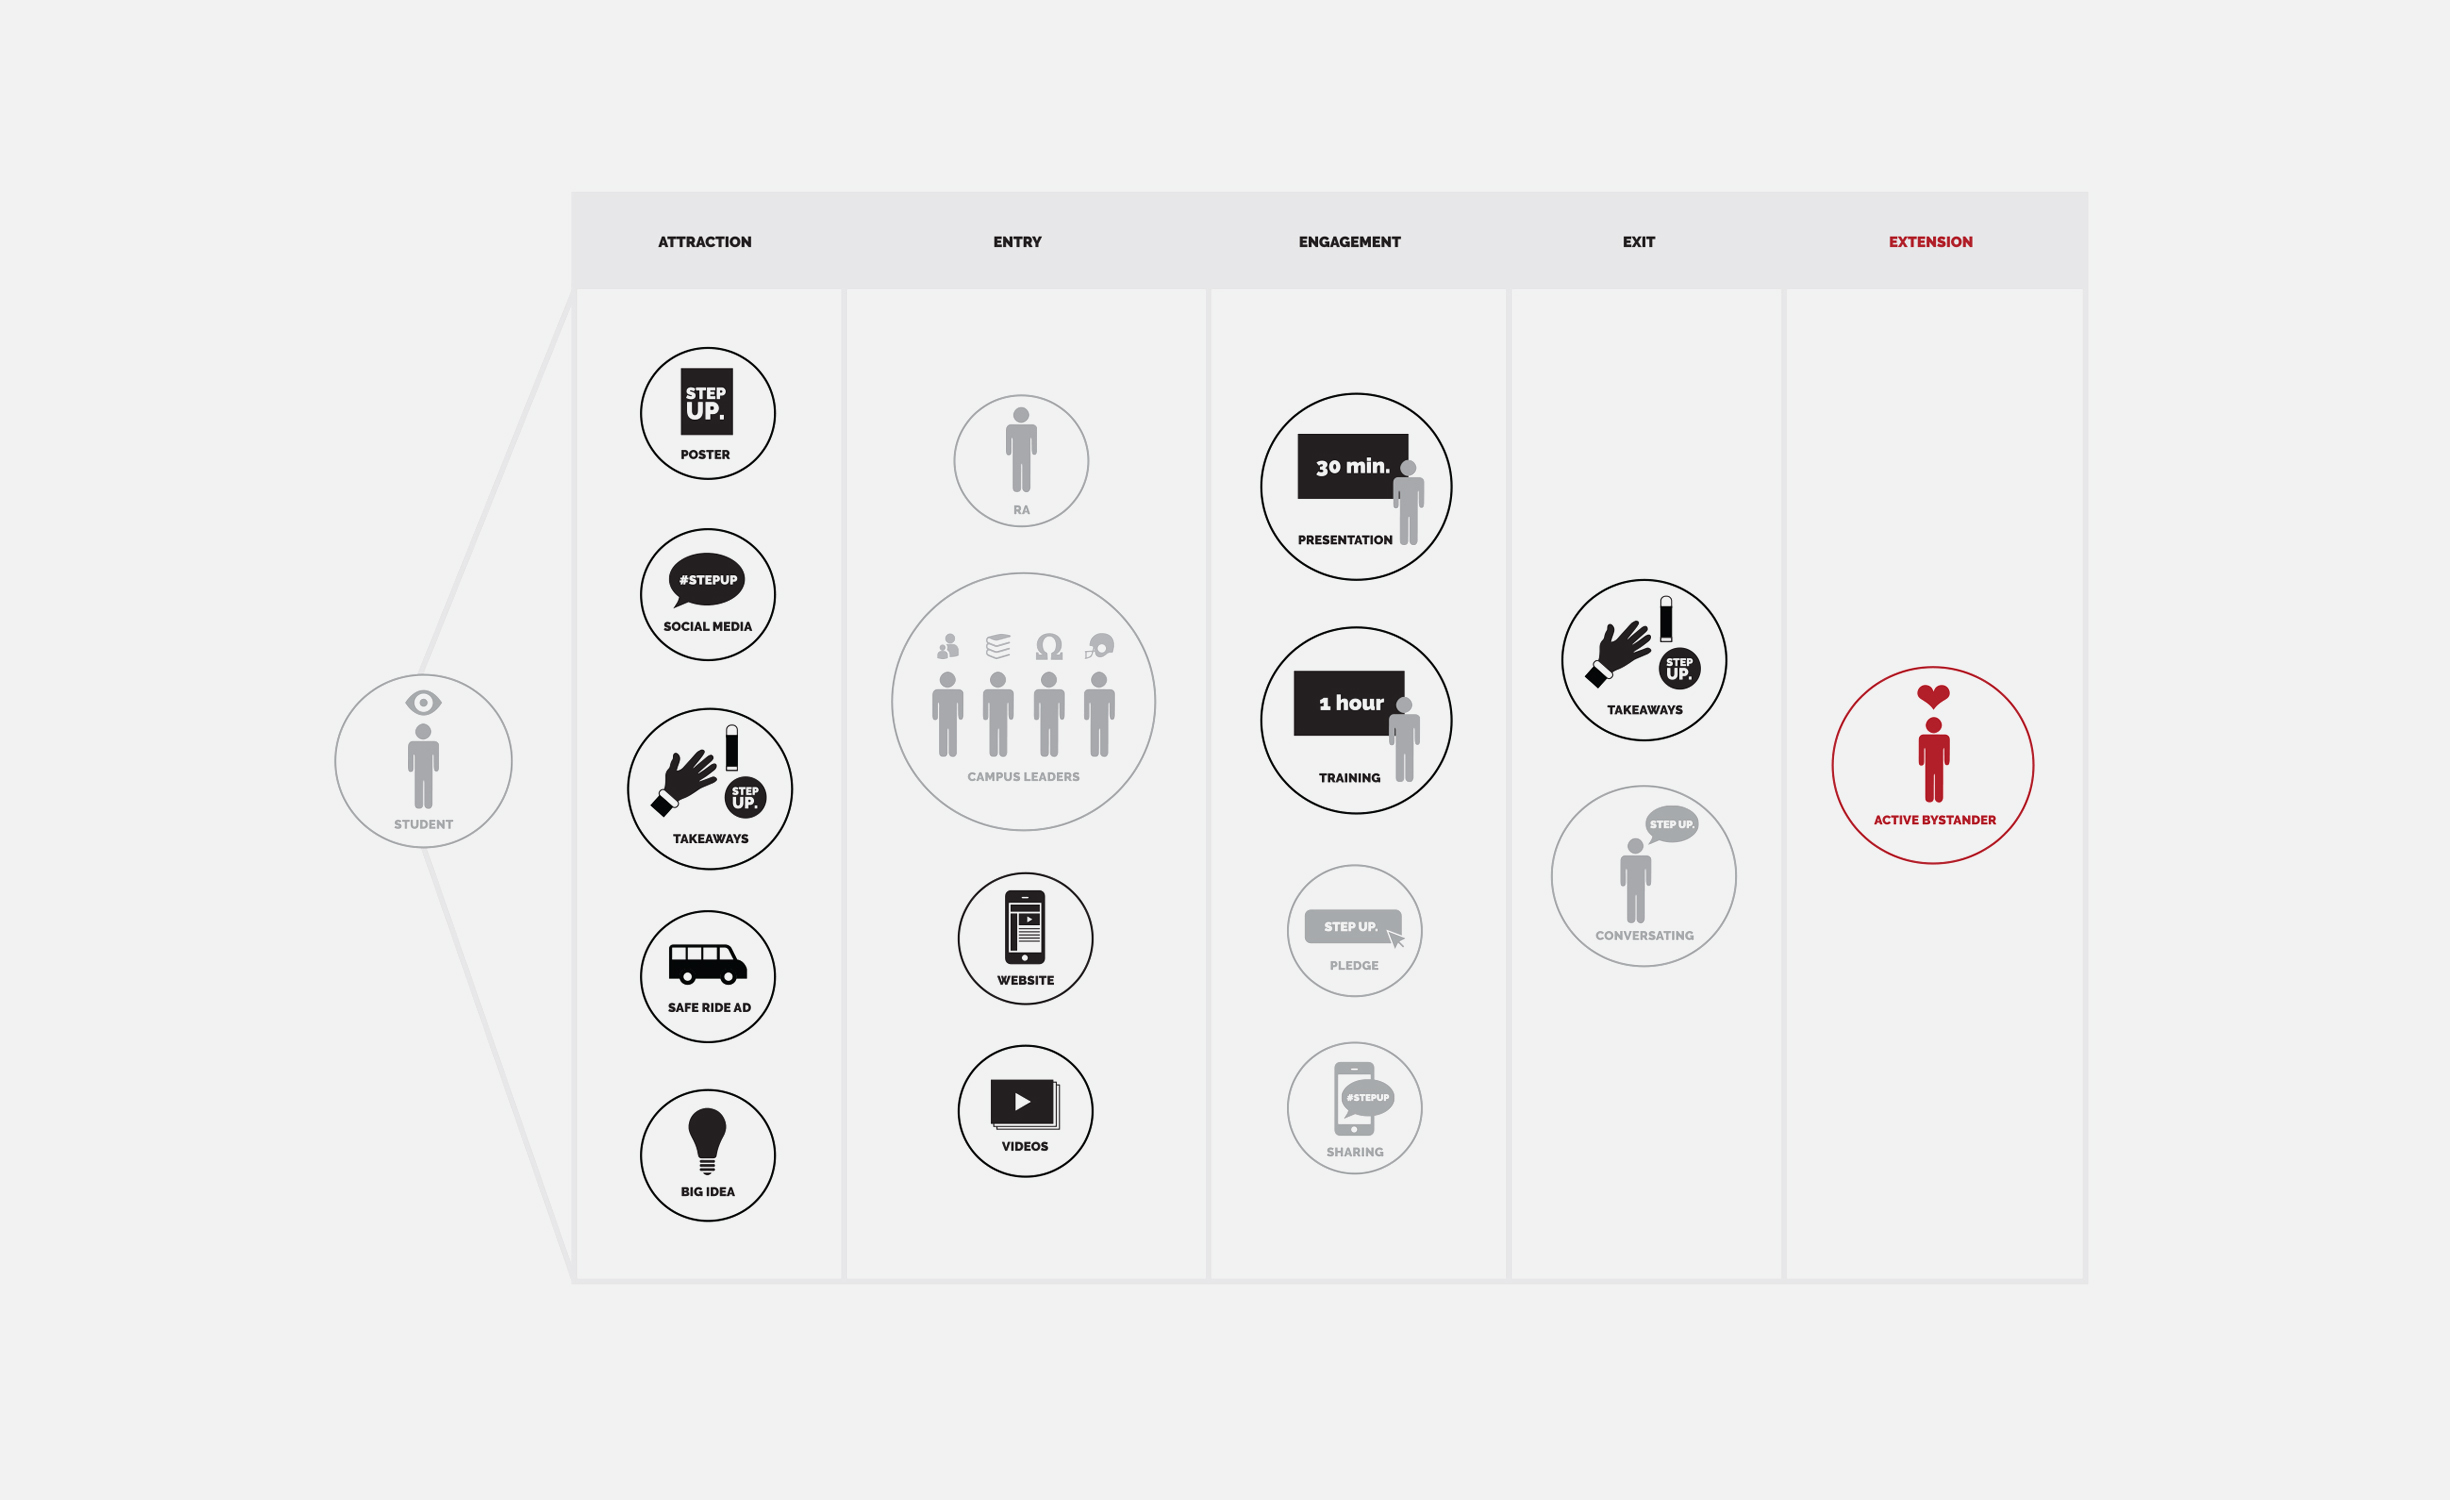 ATTRACTION
ENTRY
ENGAGEMENT
EXIT
EXTENSION
STUDENT
STEP
UP.
POSTER
#STEPUP
SOCIAL MEDIA
STEP
UP.
TAKEAWAYS
SAFE RIDE AD
BIG IDEA
RA
CAMPUS LEADERS
WEBSITE
VIDEOS
30 min.
PRESENTATION
1 hour
TRAINING
STEP UP.
PLEDGE
#STEPUP
SHARING
STEP
UP.
TAKEAWAYS
STEP UP.
CONVERSATING
ACTIVE BYSTANDER